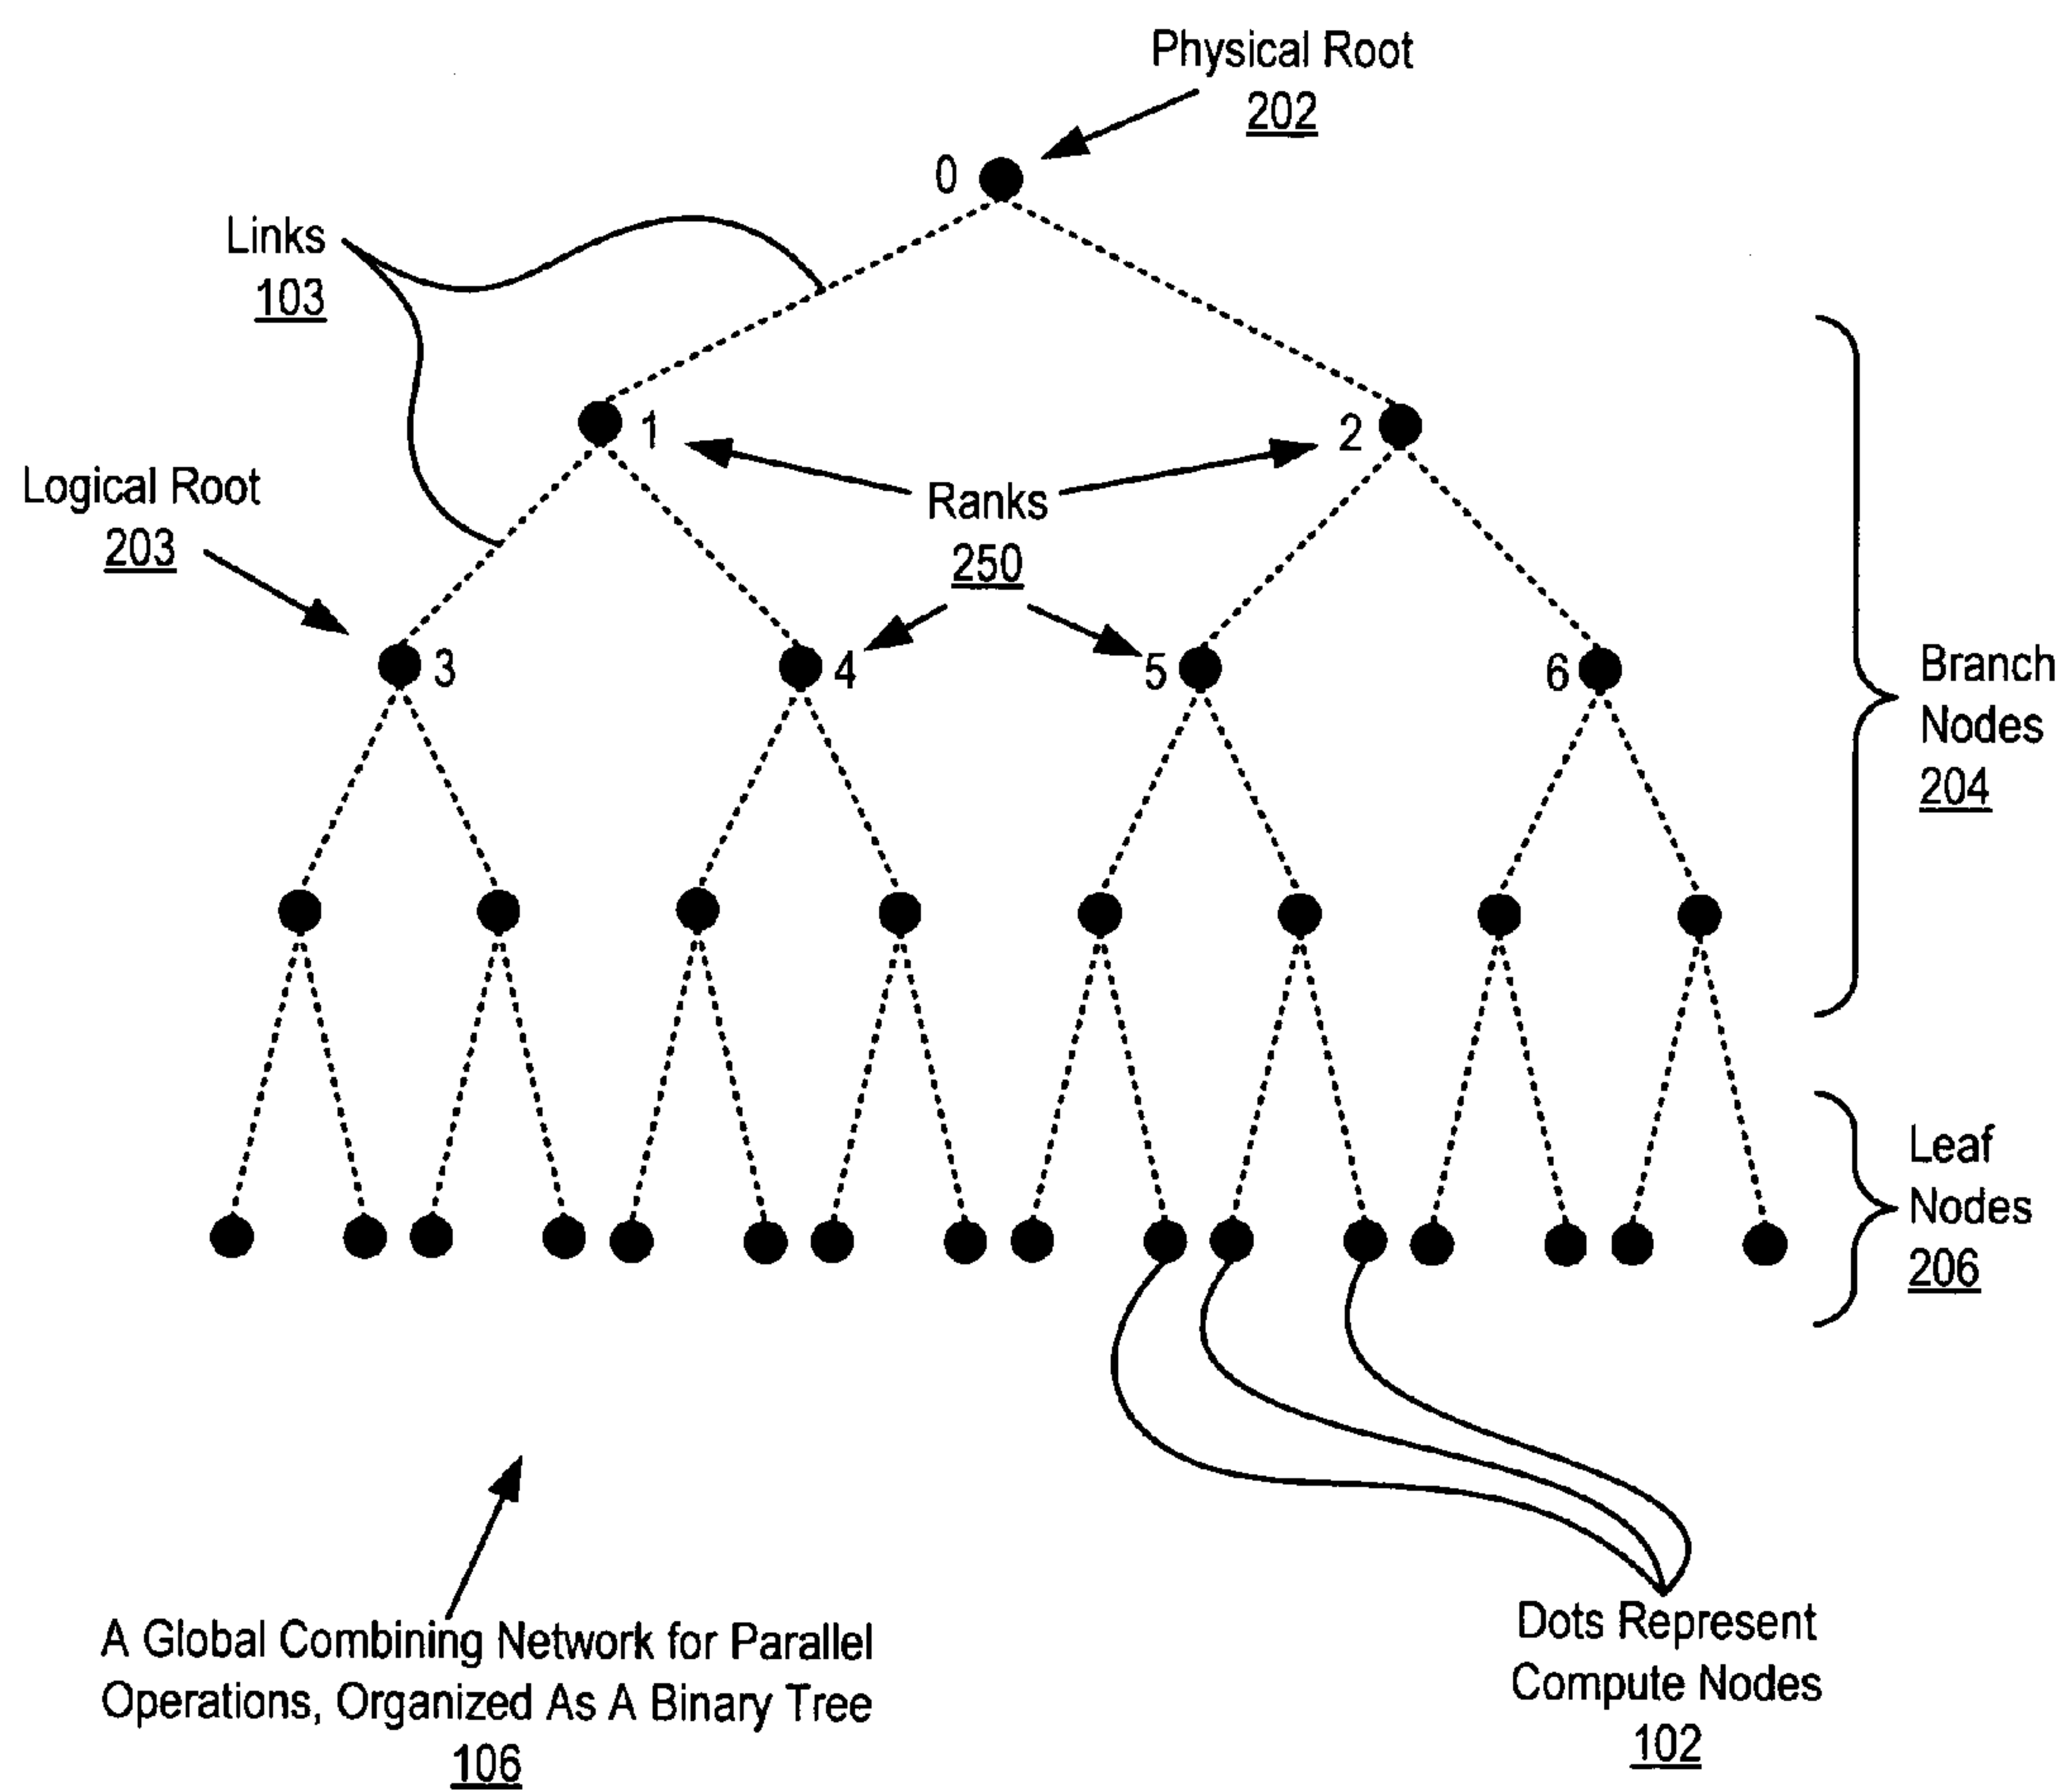 Physical Root
202
0
Links
103
1
2
Logical Root
203
Ranks
250
3
4
5
6
Branch
Nodes
204
Leaf
Nodes
206
A Global Combining Network for Parallel
Operations, Organized As A Binary Tree
106
Dots Represent
Compute Nodes
102